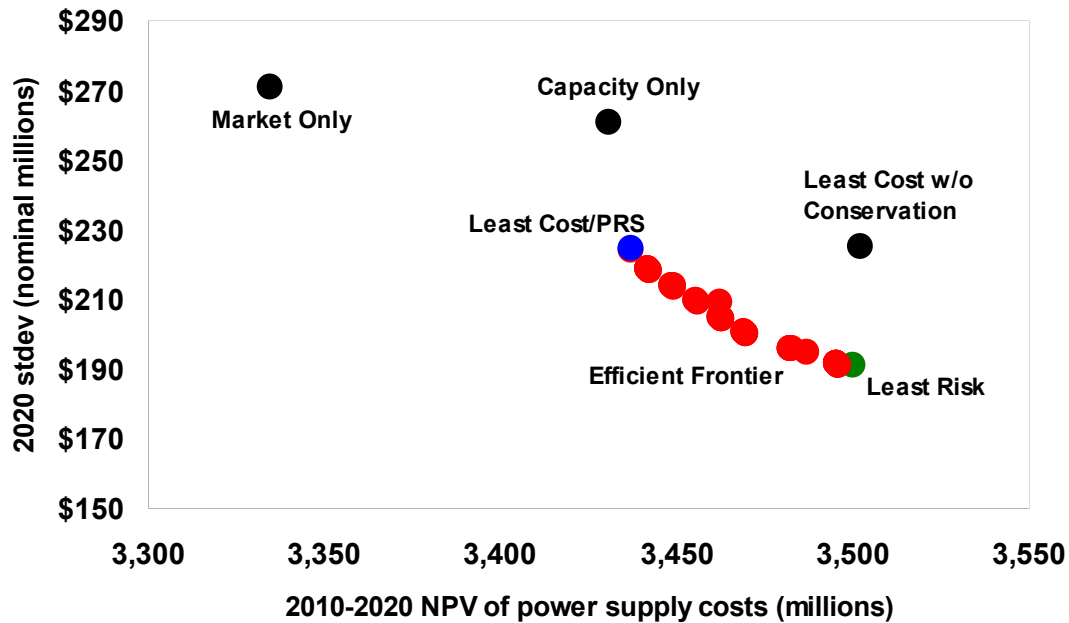 2020 stdev (nominal millions)
$290
$270
$250
$230
$210
$190
$170
$150
Market Only
Capacity Only
Least Cost w/o
Conservation
Least Cost/PRS
Efficient Frontier
Least Risk
3,300
3,350
3,400
3,450
3,500
3,550
2010-2020 NPV of power supply costs (millions)